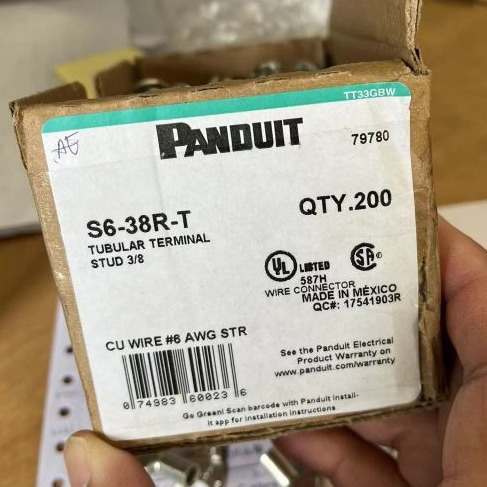 TT33GBW
AE
PANDUIT
79780
S6-38R-T
QTY.200
TUBULAR TERMINAL
STUD 3/8
UL LISTED
587H
SA
WIRE CONNECTOR
MADE IN MÉXICO
QC#: 17541903R
CU WIRE #6 AWG STR
See the Panduit Electrical
Product Warranty on
www.panduit.com/warranty
0 74983 60023 6
Go Green! Scan barcode with Panduit install-
it app for installation instructions